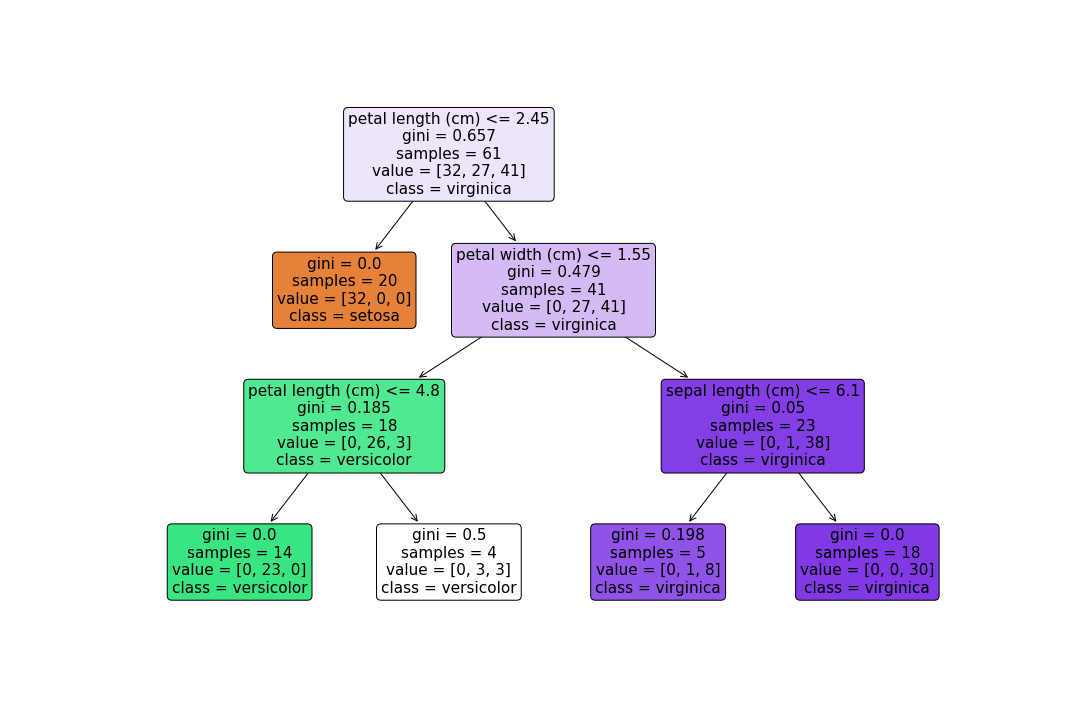 petal length (cm) <= 2.45
gini = 0.657
samples = 61
value = [32, 27, 41]
class = virginica
gini = 0.0
samples = 20
value = [32, 0, 0]
class = setosa
petal width (cm) <= 1.55
gini = 0.479
samples = 41
value = [0, 27, 41]
class = virginica
petal length (cm) <= 4.8
gini = 0.185
samples = 18
value = [0, 26, 3]
class = versicolor
sepal length (cm) <= 6.1
gini = 0.05
samples = 23
value = [0, 1, 38]
class = virginica
gini = 0.0
samples = 14
value = [0, 23, 0]
class = versicolor
gini = 0.5
samples = 4
value = [0, 3, 3]
class = versicolor
gini = 0.198
samples = 5
value = [0, 1, 8]
class = virginica
gini = 0.0
samples = 18
value = [0, 0, 30]
class = virginica